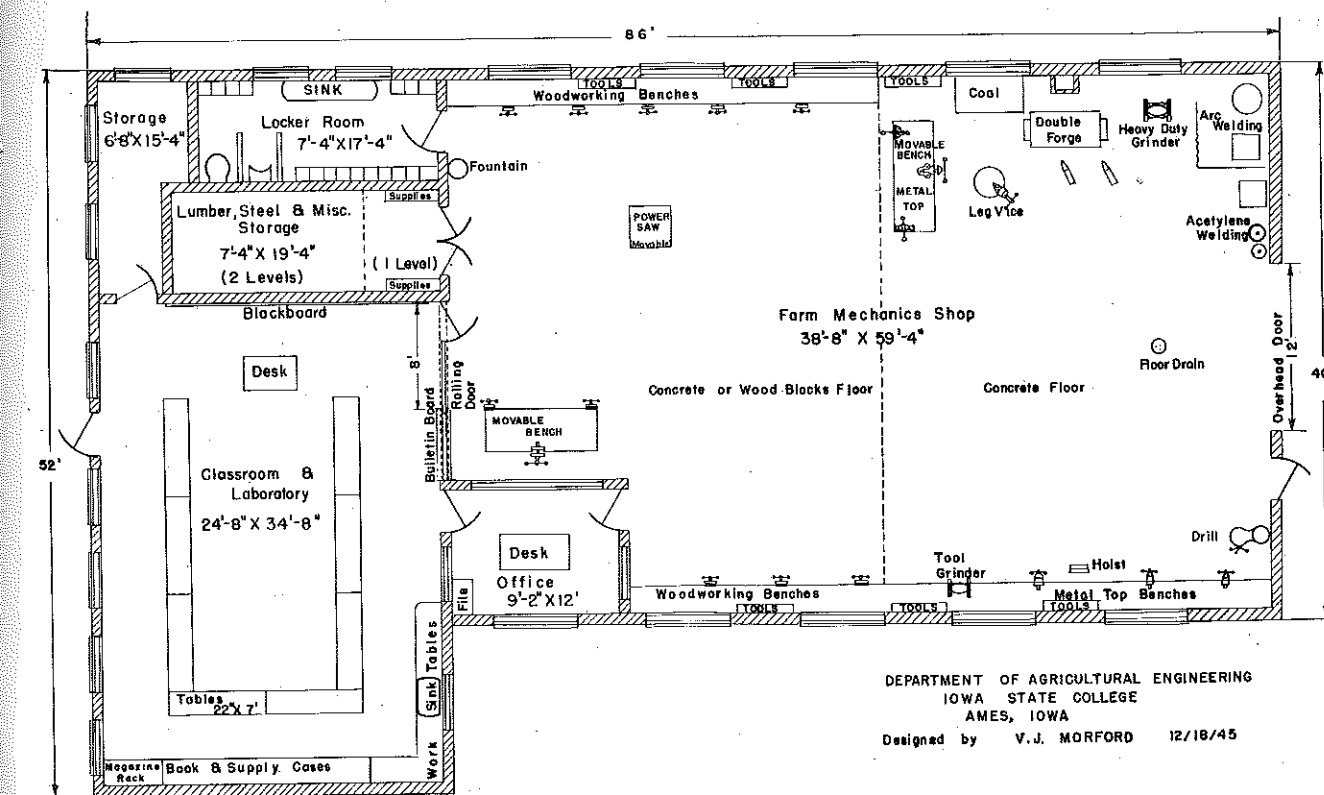 86'
TOOLS
TOOLS
TOOLS
SINK
Woodworking Benches
Coal
Storage
6'-8"X15'-4"
Locker Room
7'-4"X17'-4"
Double
Forge
Heavy Duty
Grinder
Arc
Welding
MOVABLE
BENCH
METAL
TOP
Fountain
Supplies
Lumber, Steel & Misc.
Storage
7'-4"X 19'-4"
(2 Levels)
(1 Level)
Supplies
POWER
SAW
Movable
Leg Vice
Acetylene
Welding
Blackboard
Farm Mechanics Shop
38'-8" X 59'-4"
Overhead Door
12'
Floor Drain
Desk
8'
Rolling
Door
Bulletin Board
Concrete or Wood Blocks Floor
Concrete Floor
40
MOVABLE
BENCH
52'
Classroom &
Laboratory
24'-8"X 34'-8"
Drill
Desk
Office
9'-2"X12'
File
Tool
Grinder
Hoist
Woodworking Benches
Metal Top Benches
TOOLS
TOOLS
TOOLS
Work
Sink
Tables
Tables
22"X 7'
Magazine
Rack
Book & Supply Cases
DEPARTMENT OF AGRICULTURAL ENGINEERING
IOWA STATE COLLEGE
AMES, IOWA
Designed by V.J. MORFORD 12/18/45